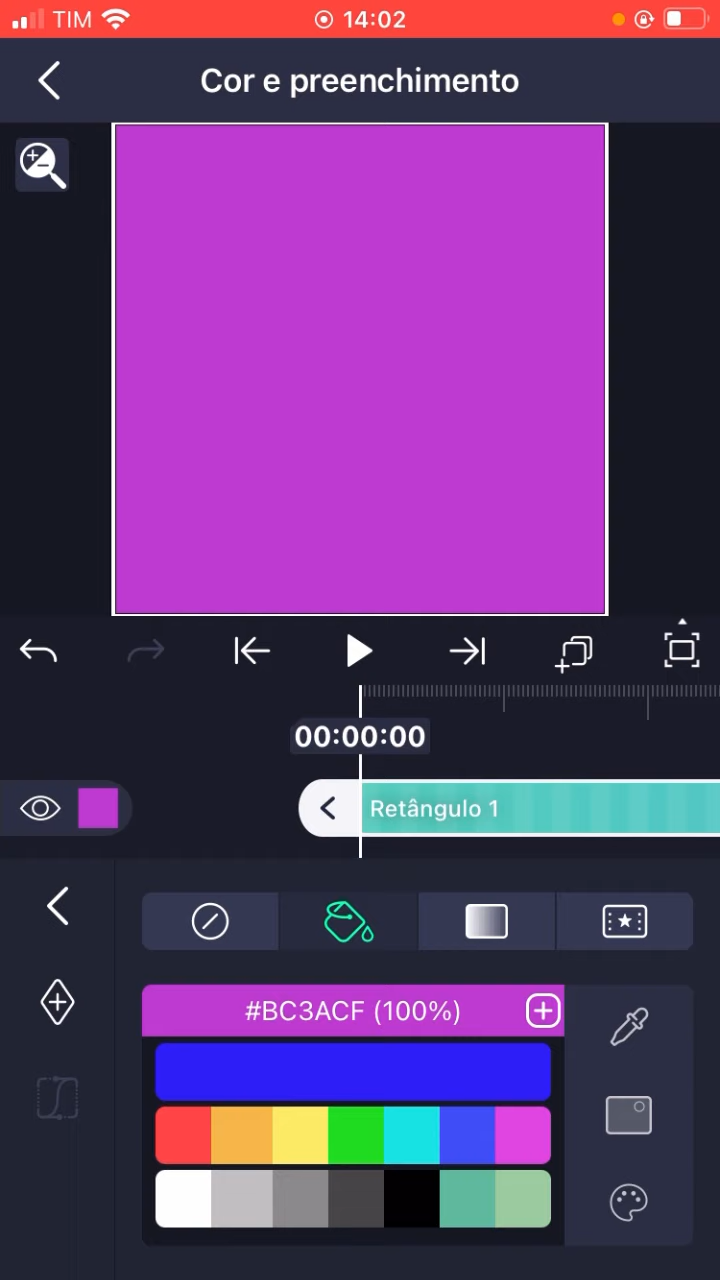 TIM 14:02
Cor e preenchimento
00:00:00
Retângulo 1
#BC3ACF (100%)